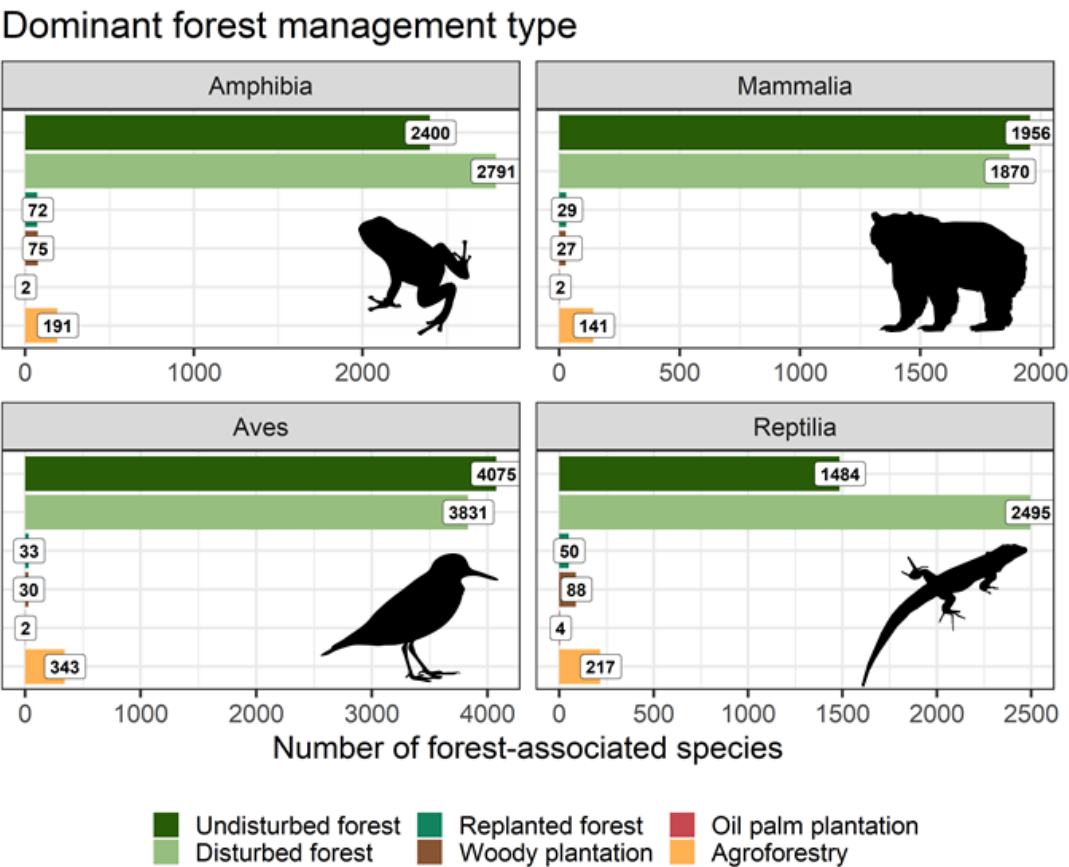 Dominant forest management type
Amphibia
2400
2791
72
75
2
191
0 1000 2000
Mammalia
1956
1870
29
27
2
141
0 500 1000 1500 2000
Aves
4075
3831
33
30
2
343
0 1000 2000 3000 4000
Reptilia
1484
2495
50
88
4
217
0 500 1000 1500 2000 2500
Number of forest-associated species
Undisturbed forest Replanted forest Oil palm plantation
Disturbed forest Woody plantation Agroforestry